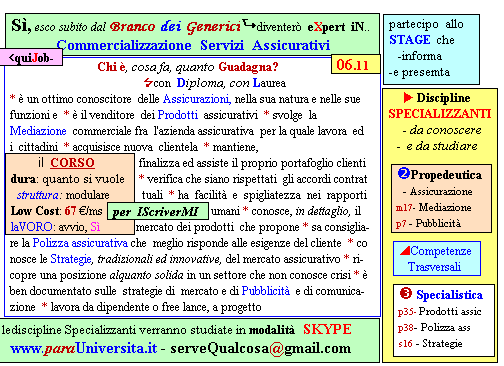 Sì, esco subito dal Branco dei Generici diventerò eXpert iN..
Commercializzazione Servizi Assicurativi
<quiJob-
Chi è, cosa fa, quanto Guadagna?
06.11
con Diploma, con Laurea
* è un ottimo conoscitore delle Assicurazioni, nella sua natura e nelle sue
funzioni e * è il venditore dei Prodotti assicurativi * svolge la
Mediazione commerciale fra l'azienda assicurativa per la quale lavora ed
i cittadini * acquisisce nuova clientela * mantiene,
finalizza ed assiste il proprio portafoglio clienti
* verifica che siano rispettati gli accordi contrat
tuali * ha facilità e spigliatezza nei rapporti
umani * conosce, in dettaglio, il
mercato dei prodotti che propone * sa consiglia-
re la Polizza assicurativa che meglio risponde alle esigenze del cliente * co
nosce le Strategie, tradizionali ed innovative, del mercato assicurativo * ri-
copre una posizione alquanto solida in un settore che non conosce crisi * è
ben documentato sulle strategie di mercato e di Pubblicità e di comunica-
zione * lavora da dipendente o free lance, a progetto
il CORSO
dura: quanto si vuole
struttura: modulare
Low Cost: 67 €/ms
laVORO: avvio, Sì
per IScriverMI
lediscipline Specializzanti verranno studiate in modalità SKYPE
www.paraUniversita.it - serveQualcosa@gmail.com
partecipo allo
STAGE che
-informa
-e presenta
Discipline
SPECIALIZZANTI
- da conoscere
- e da studiare
2Propedeutica
- Assicurazione
m17- Mediazione
p7 - Pubblicità
Competenze
Trasversali
3 Specialistica
p35- Prodotti assic
p38- Polizza ass
s16 - Strategie